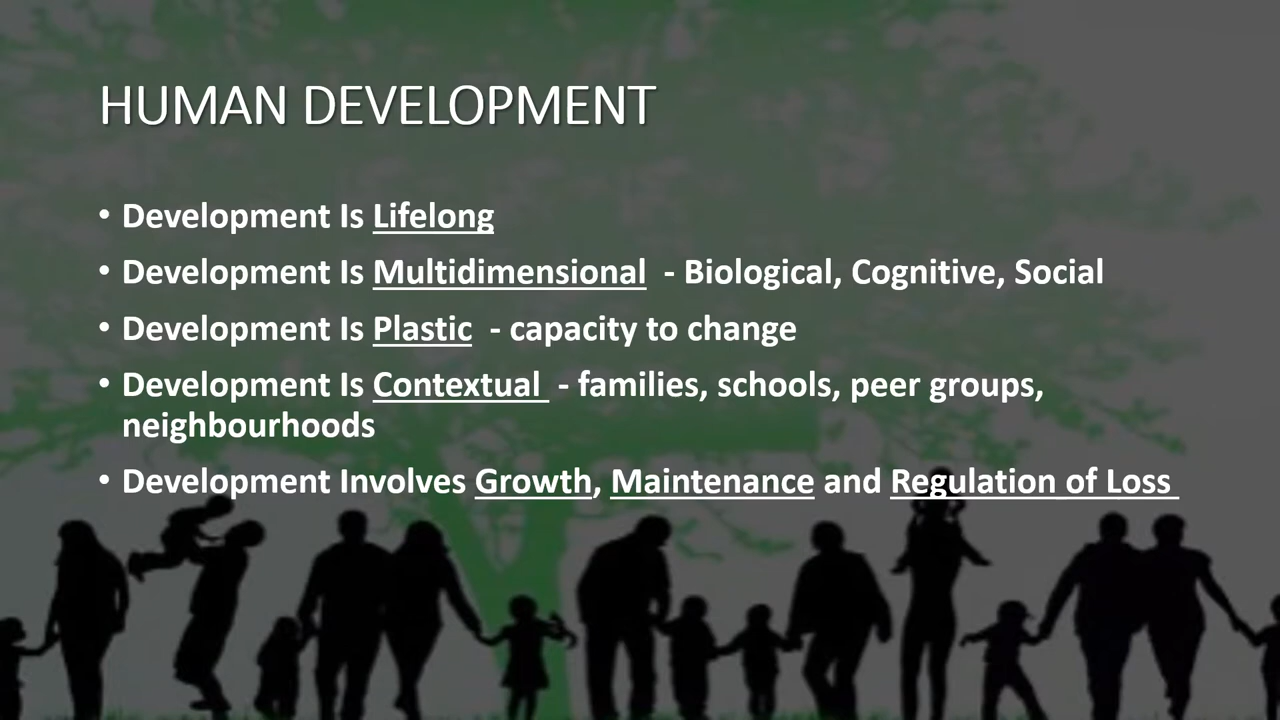 HUMAN DEVELOPMENT
• Development Is Lifelong
• Development Is Multidimensional - Biological, Cognitive, Social
• Development Is Plastic - capacity to change
• Development Is Contextual - families, schools, peer groups,
neighbourhoods
• Development Involves Growth, Maintenance and Regulation of Loss